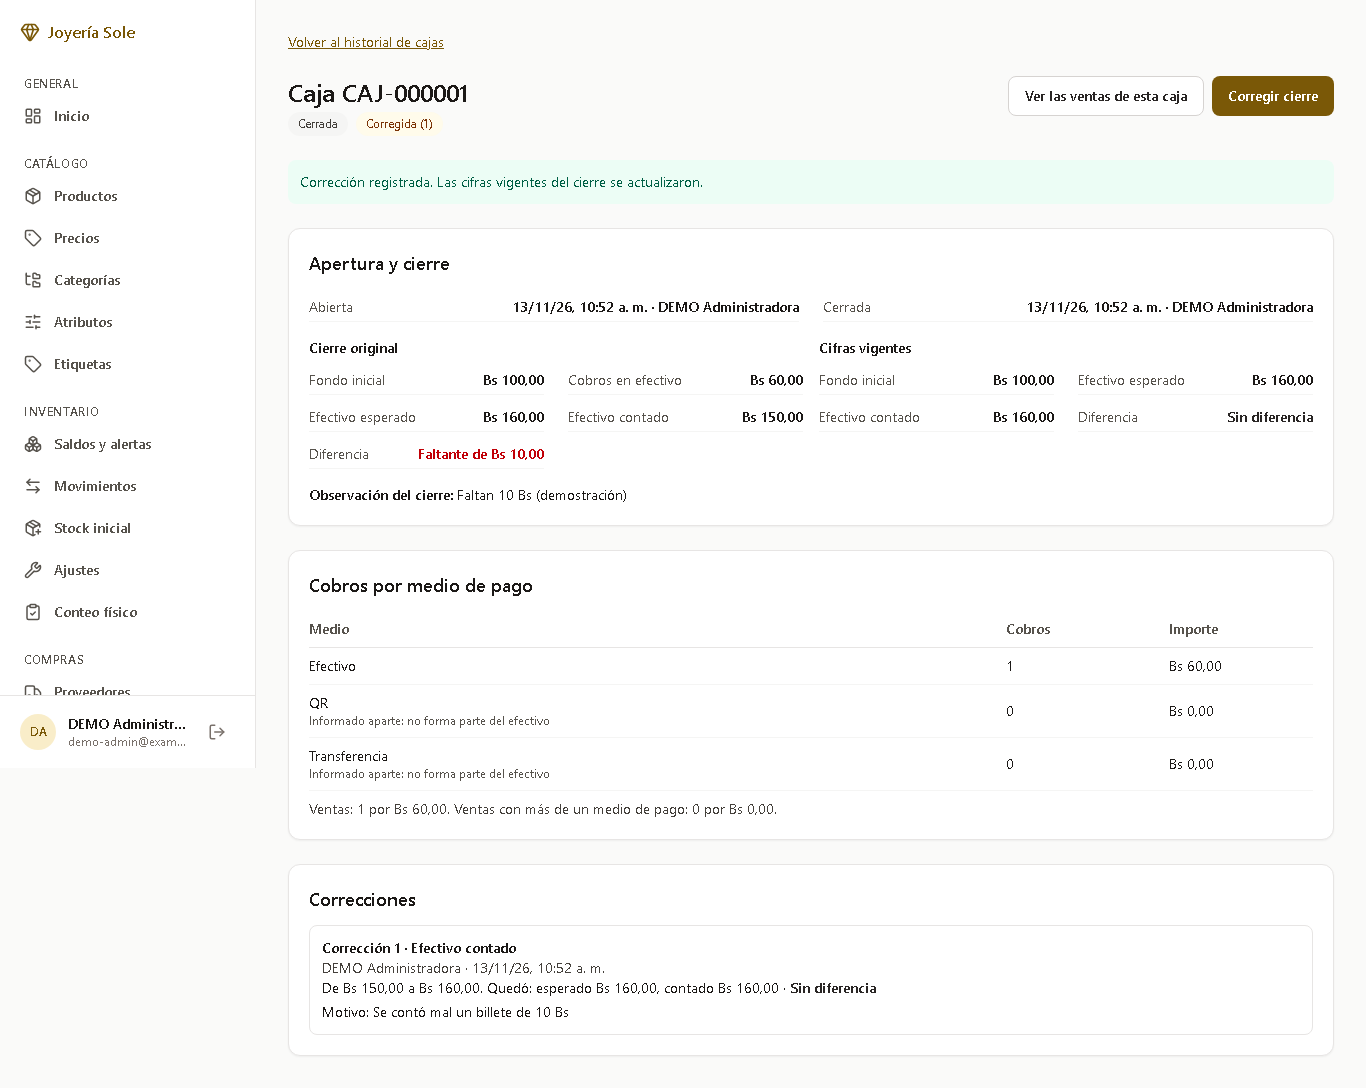 Joyería Sole
GENERAL
Inicio
CATÁLOGO
Productos
Precios
Categorías
Atributos
Etiquetas
INVENTARIO
Saldos y alertas
Movimientos
Stock inicial
Ajustes
Conteo físico
COMPRAS
Proveedores
DA
DEMO Administr...
demo-admin@exam...
Volver al historial de cajas
Caja CAJ-000001
Cerrada
Corregida (1)
Ver las ventas de esta caja
Corregir cierre
Corrección registrada. Las cifras vigentes del cierre se actualizaron.
Apertura y cierre
Abierta 13/11/26, 10:52 a. m. · DEMO Administradora
Cerrada 13/11/26, 10:52 a. m. · DEMO Administradora
Cierre original
Fondo inicial Bs 100,00
Cobros en efectivo Bs 60,00
Efectivo esperado Bs 160,00
Efectivo contado Bs 150,00
Diferencia Faltante de Bs 10,00
Cifras vigentes
Fondo inicial Bs 100,00
Efectivo esperado Bs 160,00
Efectivo contado Bs 160,00
Diferencia Sin diferencia
Observación del cierre: Faltan 10 Bs (demostración)
Cobros por medio de pago
Medio Cobros Importe
Efectivo 1 Bs 60,00
QR 0 Bs 0,00
Informado aparte: no forma parte del efectivo
Transferencia 0 Bs 0,00
Informado aparte: no forma parte del efectivo
Ventas: 1 por Bs 60,00. Ventas con más de un medio de pago: 0 por Bs 0,00.
Correcciones
Corrección 1 · Efectivo contado
DEMO Administradora · 13/11/26, 10:52 a. m.
De Bs 150,00 a Bs 160,00. Quedó: esperado Bs 160,00, contado Bs 160,00 · Sin diferencia
Motivo: Se contó mal un billete de 10 Bs